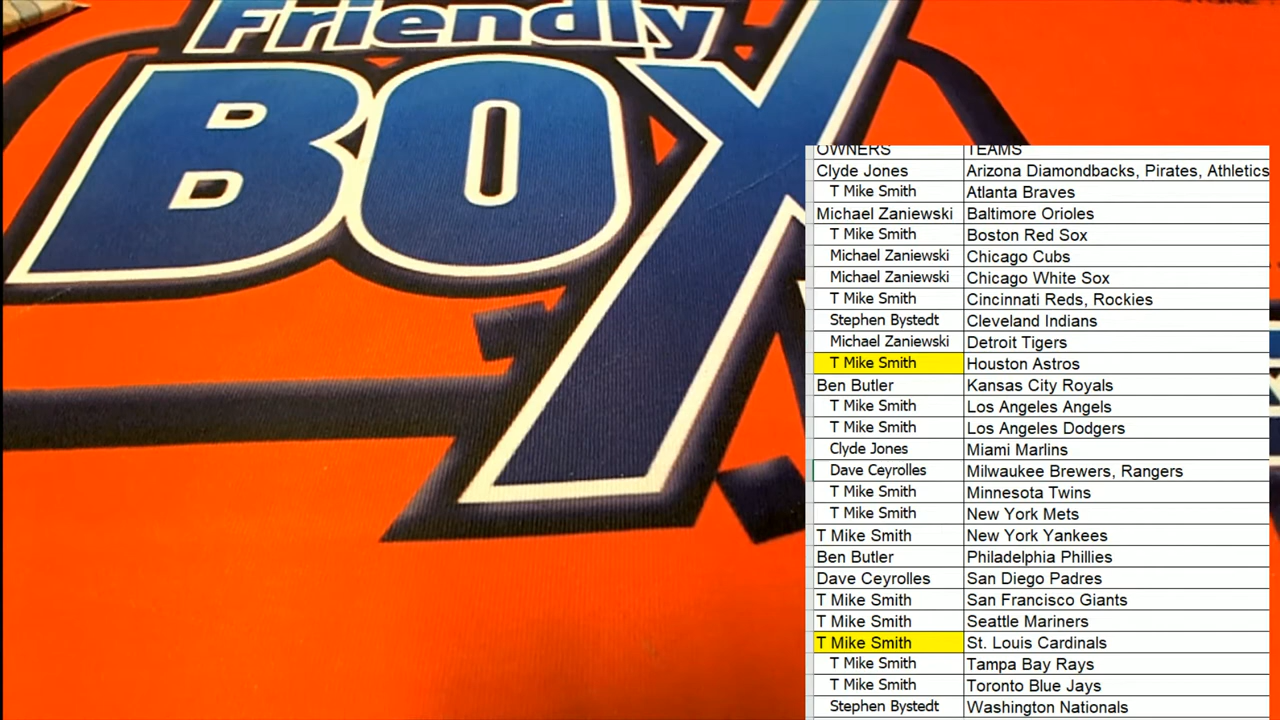 Friendly
BOX
OWNERS TEAMS
Clyde Jones Arizona Diamondbacks, Pirates, Athletics
T Mike Smith Atlanta Braves
Michael Zaniewski Baltimore Orioles
T Mike Smith Boston Red Sox
Michael Zaniewski Chicago Cubs
Michael Zaniewski Chicago White Sox
T Mike Smith Cincinnati Reds, Rockies
Stephen Bystedt Cleveland Indians
Michael Zaniewski Detroit Tigers
T Mike Smith Houston Astros
Ben Butler Kansas City Royals
T Mike Smith Los Angeles Angels
T Mike Smith Los Angeles Dodgers
Clyde Jones Miami Marlins
Dave Ceyrolles Milwaukee Brewers, Rangers
T Mike Smith Minnesota Twins
T Mike Smith New York Mets
T Mike Smith New York Yankees
Ben Butler Philadelphia Phillies
Dave Ceyrolles San Diego Padres
T Mike Smith San Francisco Giants
T Mike Smith Seattle Mariners
T Mike Smith St. Louis Cardinals
T Mike Smith Tampa Bay Rays
T Mike Smith Toronto Blue Jays
Stephen Bystedt Washington Nationals